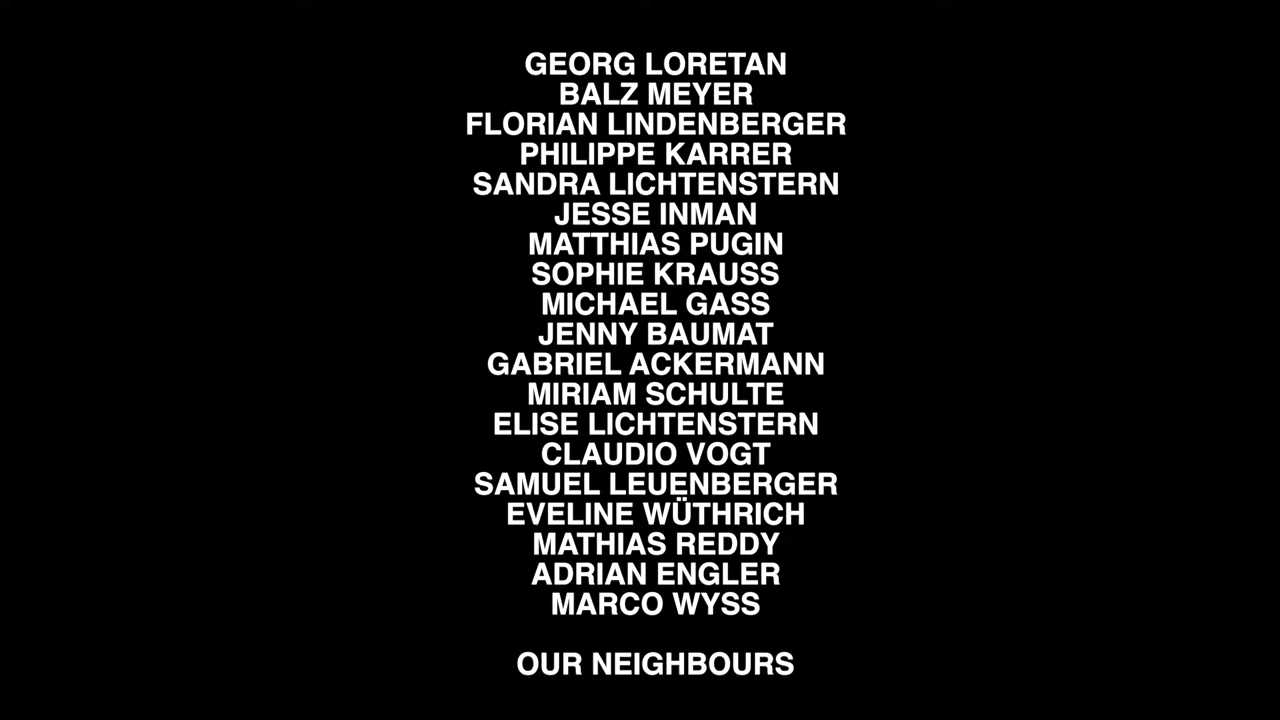 GEORG LORETAN
BALZ MEYER
FLORIAN LINDENBERGER
PHILIPPE KARRER
SANDRA LICHTENSTERN
JESSE INMAN
MATTHIAS PUGIN
SOPHIE KRAUSS
MICHAEL GASS
JENNY BAUMAT
GABRIEL ACKERMANN
MIRIAM SCHULTE
ELISE LICHTENSTERN
CLAUDIO VOGT
SAMUEL LEUENBERGER
EVELINE WÜTHRICH
MATHIAS REDDY
ADRIAN ENGLER
MARCO WYSS
OUR NEIGHBOURS